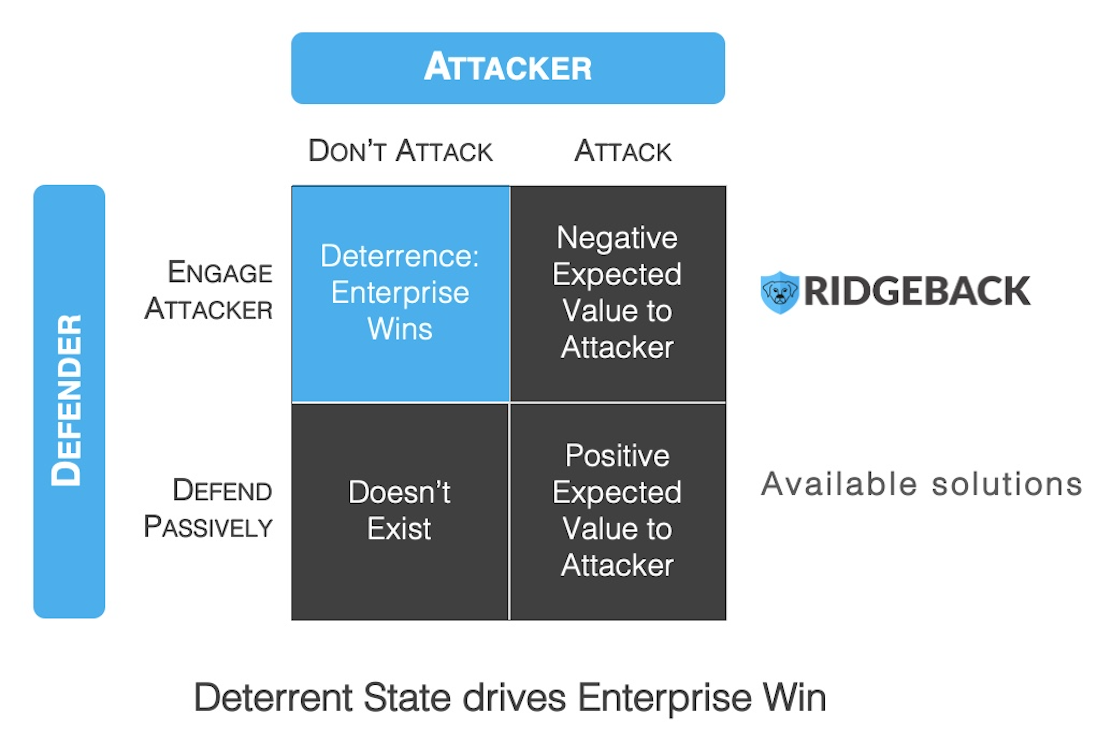 ATTACKER
DON'T ATTACK
ATTACK
DEFENDER
ENGAGE
ATTACKER
Deterrence:
Enterprise
Wins
Negative
Expected
Value to
Attacker
RIDGEBACK
DEFEND
PASSIVELY
Doesn't
Exist
Positive
Expected
Value to
Attacker
Available solutions
Deterrent State drives Enterprise Win